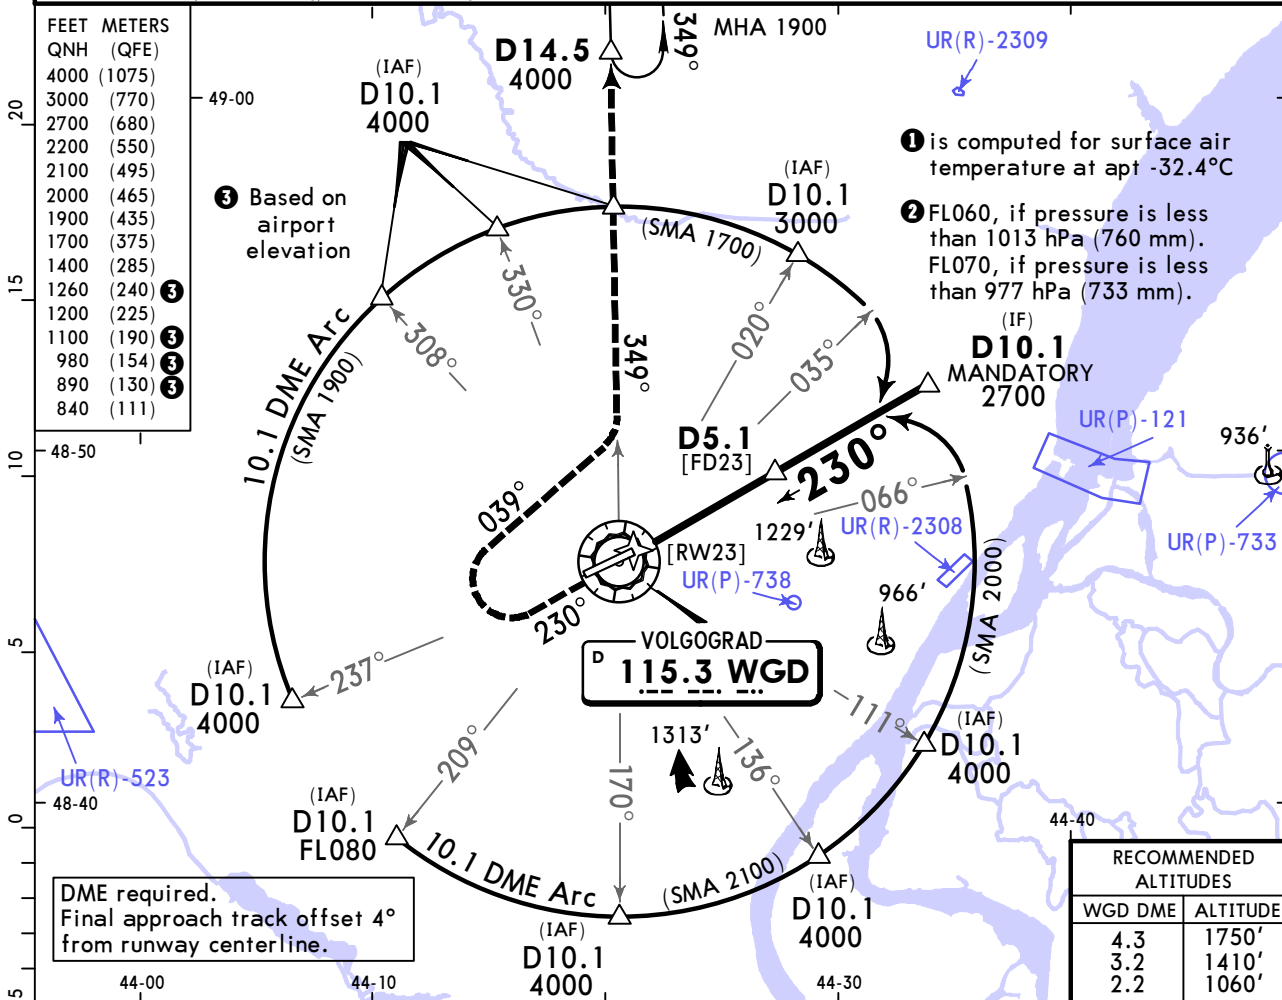 FEET METERS
QNH (QFE)
4000 (1075)
3000 (770)
2700 (680)
2200 (550)
2100 (495)
2000 (465)
1900 (435)
1700 (375)
1400 (285)
1260 (240) 3
1200 (225)
1100 (190) 3
980 (154) 3
890 (130) 3
840 (111)
20
15
10
5
0
5
49-00
48-50
48-40
44-00
44-10
44-30
44-40
(IAF)
D10.1
4000
3 Based on
airport
elevation
D14.5
4000
349°
MHA 1900
UR(R)-2309
1 is computed for surface air
temperature at apt -32.4°C
2 FL060, if pressure is less
than 1013 hPa (760 mm).
FL070, if pressure is less
than 977 hPa (733 mm).
(IAF)
D10.1
3000
(SMA 1700)
330°
308°
349°
020°
035°
(IF)
D10.1
MANDATORY
2700
10.1 DME Arc
(SMA 1900)
D5.1
[FD23]
230°
UR(P)-121
936'
066°
039°
1229'
UR(R)-2308
UR(P)-733
[RW23]
UR(P)-738
966'
230°
(SMA 2000)
VOLGOGRAD
D 115.3 WGD
237°
(IAF)
D10.1
4000
UR(R)-523
209°
1313'
170°
136°
111°
(IAF)
D10.1
4000
(IAF)
D10.1
FL080
10.1 DME Arc
(SMA 2100)
(IAF)
D10.1
4000
(IAF)
D10.1
4000
DME required.
Final approach track offset 4°
from runway centerline.
RECOMMENDED
ALTITUDES
WGD DME ALTITUDE
4.3 1750'
3.2 1410'
2.2 1060'